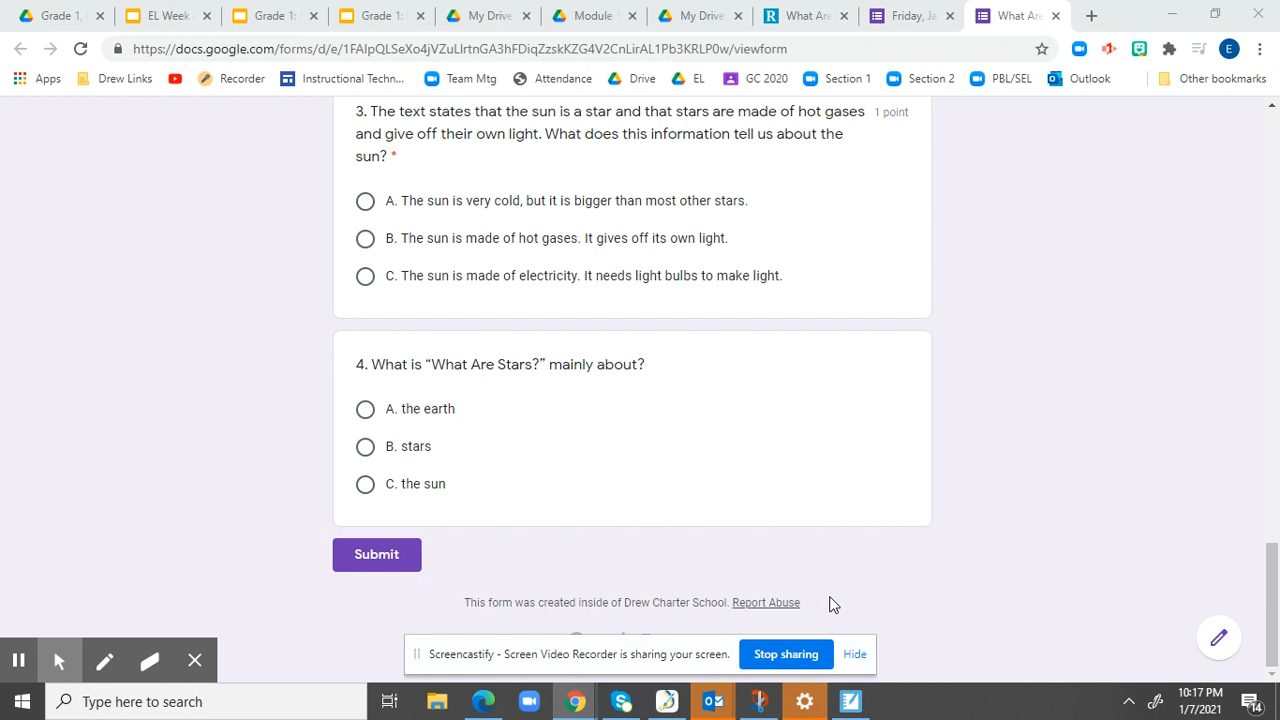 Grade 1,
EL Week
Grades
Grade 1:
My Drive
Module 1
My Drive
What Are
Friday, Ja
What Are
https://docs.google.com/forms/d/e/1FAIpQLSeXo4jVZuLlrtnGA3hFDiqZzskKZG4V2CnLirAL1Pb3KRLP0w/viewform
E
Apps
Drew Links
Recorder
Instructional Techn...
Team Mtg
Attendance
Drive
EL
GC 2020
Section 1
Section 2
PBL/SEL
Outlook
Other bookmarks
3. The text states that the sun is a star and that stars are made of hot gases
1 point
and give off their own light. What does this information tell us about the
sun? *
A. The sun is very cold, but it is bigger than most other stars.
B. The sun is made of hot gases. It gives off its own light.
C. The sun is made of electricity. It needs light bulbs to make light.
4. What is “What Are Stars?” mainly about?
A. the earth
B. stars
C. the sun
Submit
This form was created inside of Drew Charter School. Report Abuse
Screencastify - Screen Video Recorder is sharing your screen.
Stop sharing
Hide
Type here to search
10:17 PM
1/7/2021
14